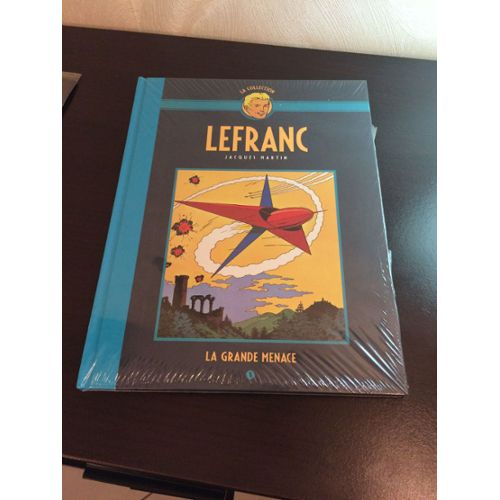 LA COLLECTION
LEFRANC
JACQUES MARTIN
LA GRANDE MENACE
1